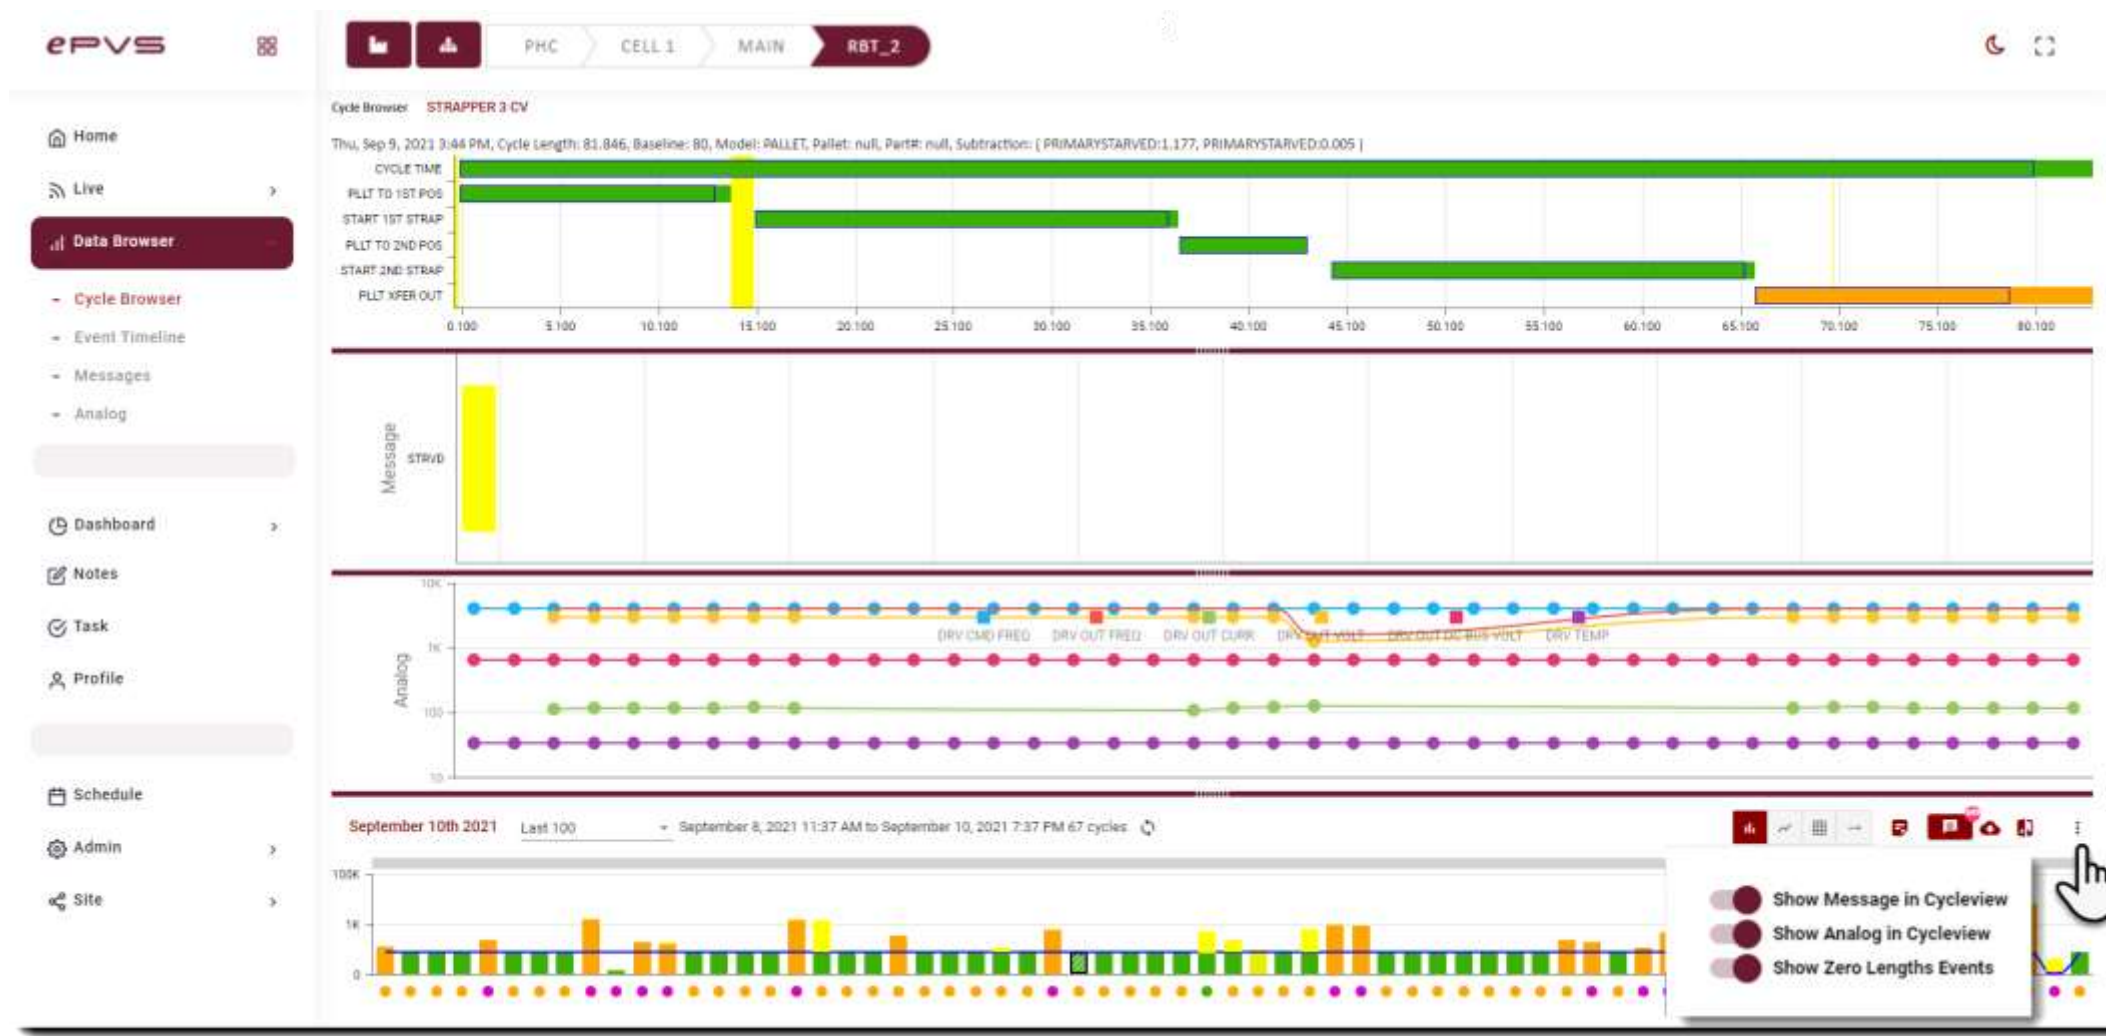 ePVS
PHC
CELL 1
MAIN
RBT_2
Home
Live
Data Browser
Cycle Browser
Event Timeline
Messages
Analog
Dashboard
Notes
Task
Profile
Schedule
Admin
Site
Cycle Browser STRAPPER 3 CV
Thu, Sep 9, 2021 3:44 PM, Cycle Length: 81.846, Baseline: 80, Model: PALLET, Pallet: null, Part#: null, Subtraction: { PRIMARYSTARVED:1.177, PRIMARYSTARVED:0.005 }
CYCLE TIME
PLLT TO 1ST POS
START 1ST STRAP
PLLT TO 2ND POS
START 2ND STRAP
PLLT XFER OUT
0.100 5.100 10.100 15.100 20.100 25.100 30.100 35.100 40.100 45.100 50.100 55.100 60.100 65.100 70.100 75.100 80.100
Message
STRVD
Analog
10K
1K
100
10
DRV CMD FREQ DRV OUT FREQ DRV OUT CURR DRV OUT VOLT DRV OUT DC BUS VOLT DRV TEMP
September 10th 2021 Last 100 September 8, 2021 11:37 AM to September 10, 2021 7:37 PM 67 cycles
100K
1K
0
Show Message in Cycleview
Show Analog in Cycleview
Show Zero Lengths Events